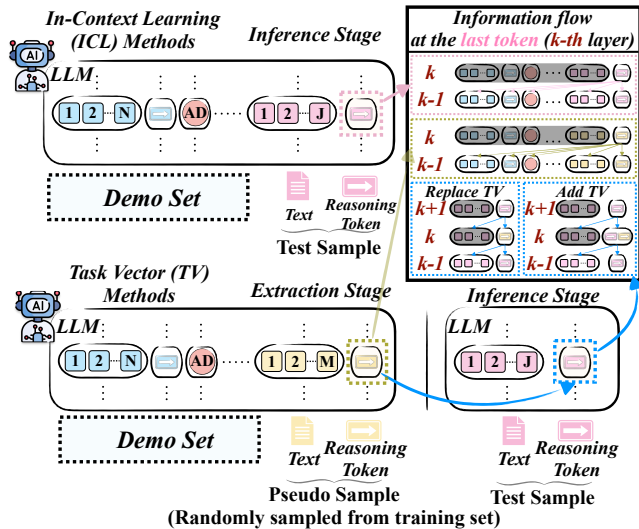 In-Context Learning
(ICL) Methods
Inference Stage
AI
LLM
1 2 ··· N AD ······ 1 2 ··· J
Demo Set
Text
Reasoning
Token
Test Sample
Information flow
at the last token (k-th layer)
k
k-1
k
k-1
Replace TV
Add TV
k+1
k+1
k
k
k-1
k-1
Task Vector (TV)
Methods
Extraction Stage
AI
LLM
1 2 ··· N AD ······ 1 2 ··· M
Demo Set
Text
Reasoning
Token
Pseudo Sample
(Randomly sampled from training set)
Inference Stage
LLM
1 2 ··· J
Text
Reasoning
Token
Test Sample